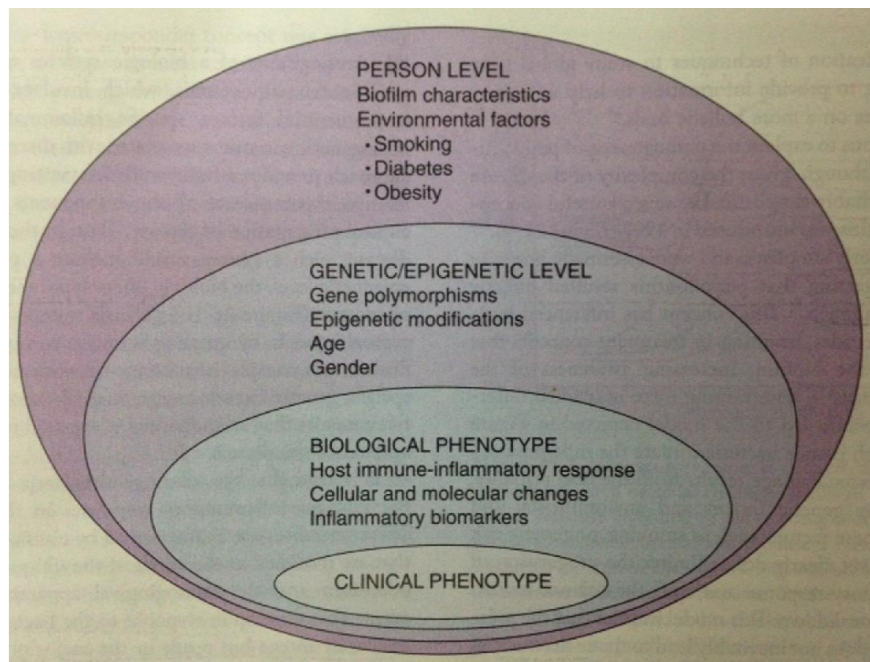 PERSON LEVEL
Biofilm characteristics
Environmental factors
• Smoking
• Diabetes
• Obesity
GENETIC/EPIGENETIC LEVEL
Gene polymorphisms
Epigenetic modifications
Age
Gender
BIOLOGICAL PHENOTYPE
Host immune-inflammatory response
Cellular and molecular changes
Inflammatory biomarkers
CLINICAL PHENOTYPE